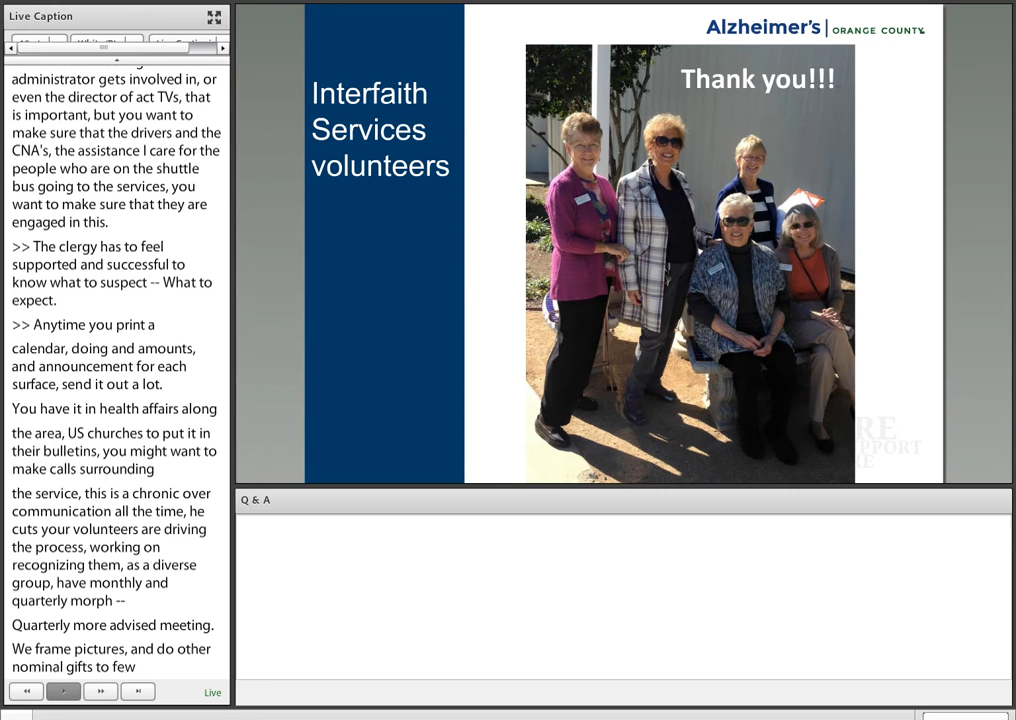 Live Caption
administrator gets involved in, or
even the director of act TVs, that
is important, but you want to
make sure that the drivers and the
CNA's, the assistance I care for the
people who are on the shuttle
bus going to the services, you
want to make sure that they are
engaged in this.
>> The clergy has to feel
supported and successful to
know what to suspect -- What to
expect.
>> Anytime you print a
calendar, doing and amounts,
and announcement for each
surface, send it out a lot.
You have it in health affairs along
the area, US churches to put it in
their bulletins, you might want to
make calls surrounding
the service, this is a chronic over
communication all the time, he
cuts your volunteers are driving
the process, working on
recognizing them, as a diverse
group, have monthly and
quarterly morph --
Quarterly more advised meeting.
We frame pictures, and do other
nominal gifts to few
Live
Alzheimer's | ORANGE COUNTY
Interfaith
Services
volunteers
Thank you!!!
Q & A